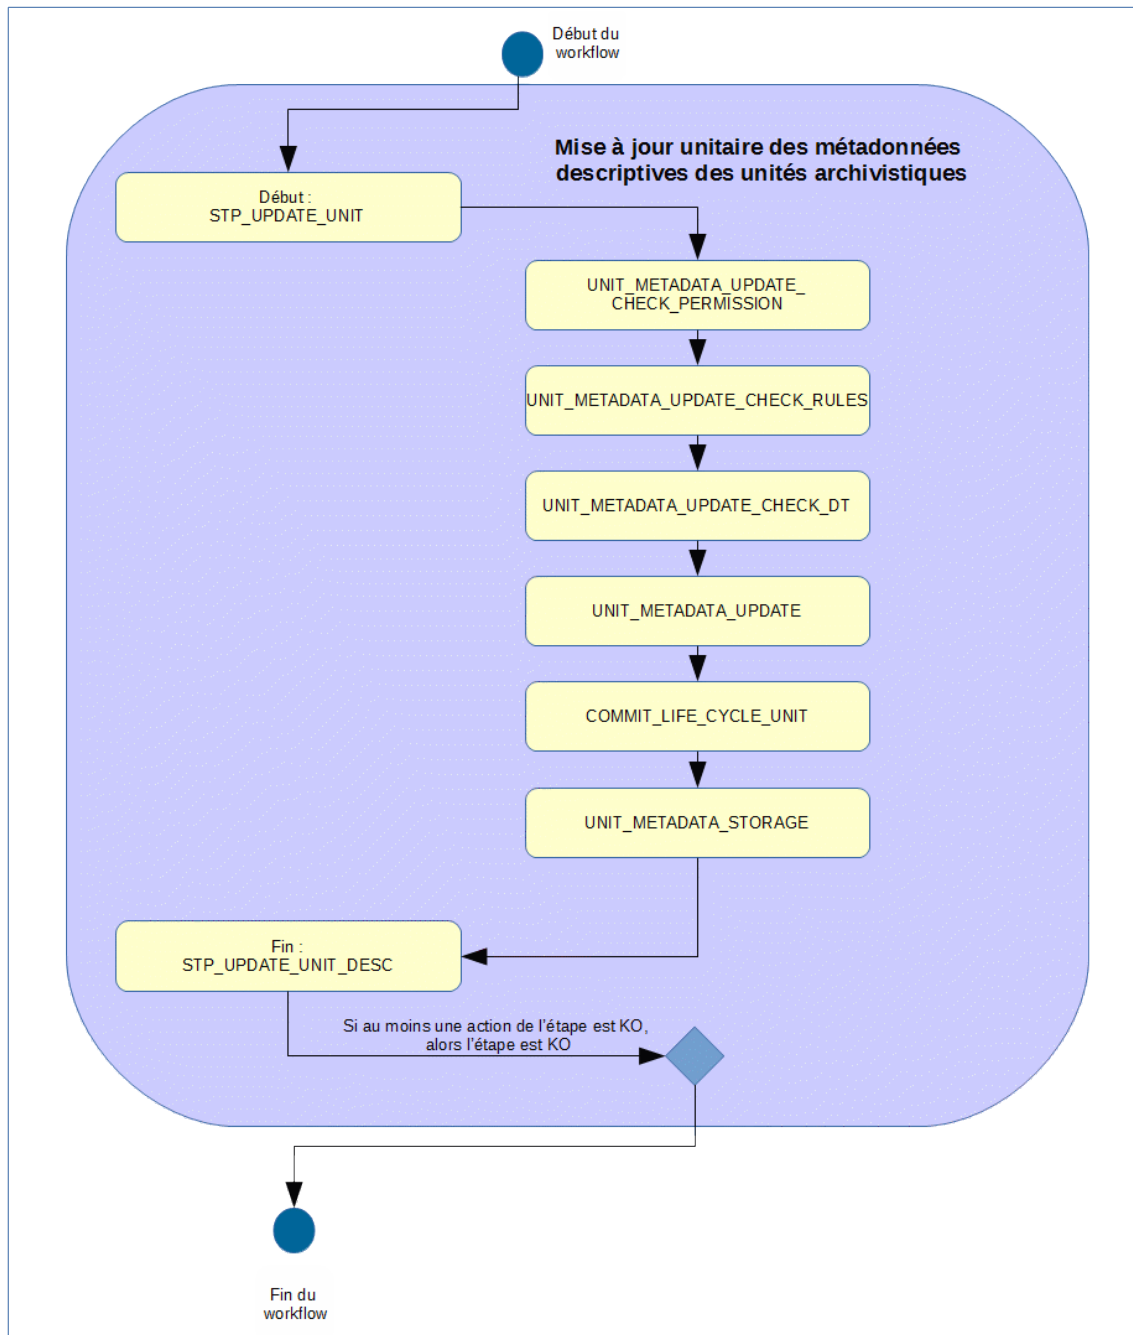 Début du
workflow
Mise à jour unitaire des métadonnées
descriptives des unités archivistiques
Début :
STP_UPDATE_UNIT
UNIT_METADATA_UPDATE_
CHECK_PERMISSION
UNIT_METADATA_UPDATE_CHECK_RULES
UNIT_METADATA_UPDATE_CHECK_DT
UNIT_METADATA_UPDATE
COMMIT_LIFE_CYCLE_UNIT
UNIT_METADATA_STORAGE
Fin :
STP_UPDATE_UNIT_DESC
Si au moins une action de l’étape est KO,
alors l’étape est KO
Fin du
workflow